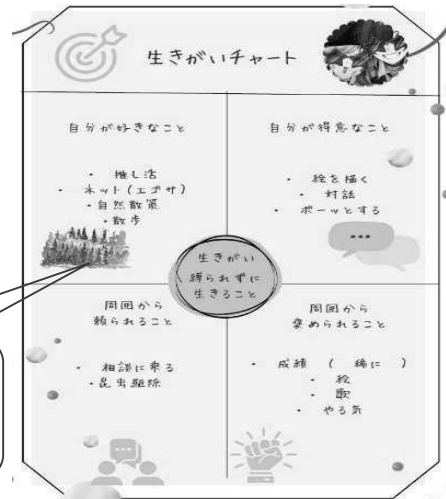 生きがいチャート
自分が好きなこと
・ 推し活
・ ネット(エゴサ)
・自然散策
・散歩
自分が得意なこと
・ 絵を描く
・ 対話
・ ボーッとする
生きがい
縛られずに
生きること
周囲から
頼られること
・ 相談に乗る
・昆虫駆除
周囲から
褒められること
・ 成績 ( 稀に )
・ 絵
・ 歌
・ やる気